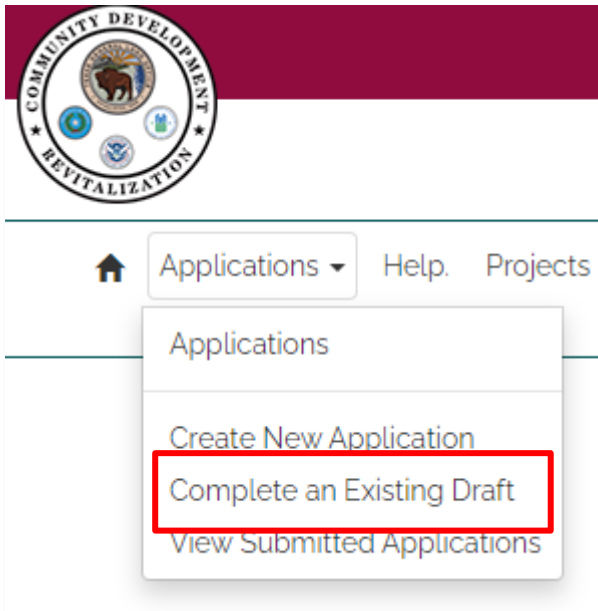 COMMUNITY DEVELOPMENT
★ REVITALIZATION ★
Applications Help. Projects
Applications
Create New Application
Complete an Existing Draft
View Submitted Applications